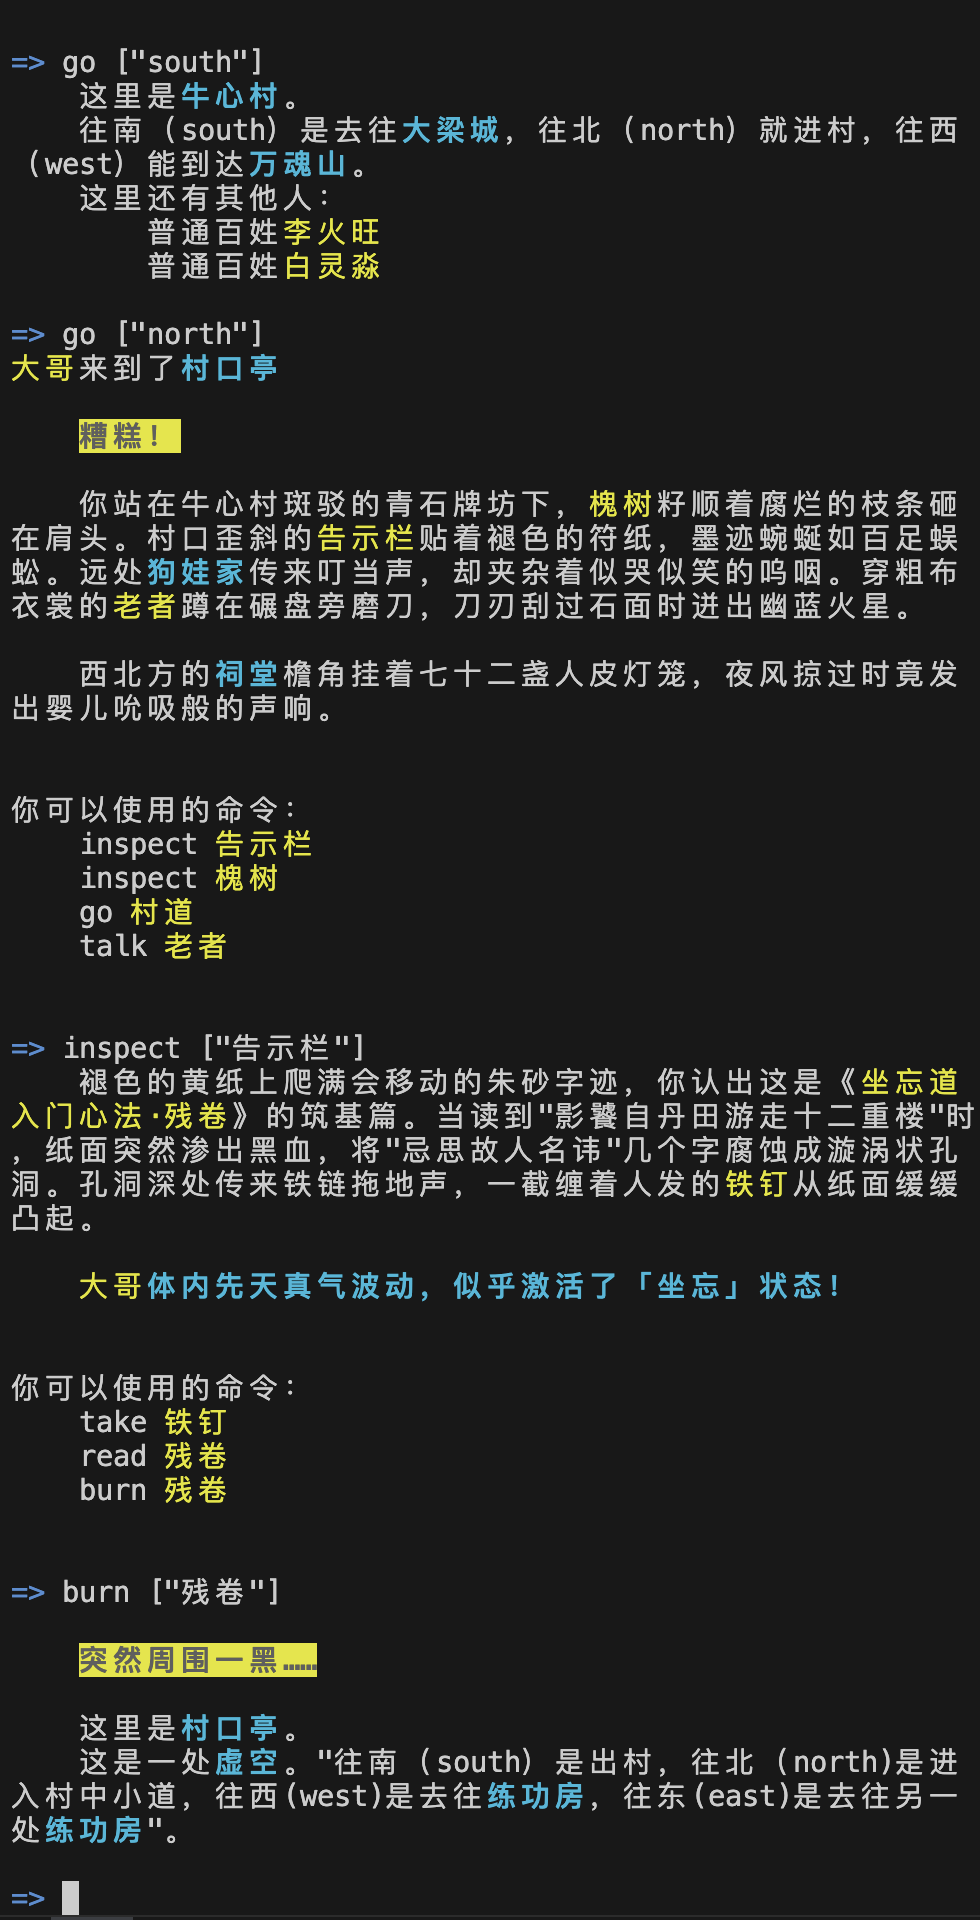 => go ["south"]
这里是牛心村。
往南 (south) 是去往大梁城, 往北 (north) 就进村, 往西
(west) 能到达万魂山。
这里还有其他人:
普通百姓李火旺
普通百姓白灵淼
=> go ["north"]
大哥来到了村口亭
糟糕!
你站在牛心村斑驳的青石牌坊下, 槐树籽顺着腐烂的枝条砸
在肩头。村口歪斜的告示栏贴着褪色的符纸, 墨迹蜿蜒如百足蜈
蚣。远处狗娃家传来叮当声, 却夹杂着似哭似笑的呜咽。穿粗布
衣裳的老者蹲在碾盘旁磨刀, 刀刃刮过石面时迸出幽蓝火星。
西北方的祠堂檐角挂着七十二盏人皮灯笼, 夜风掠过时竟发
出婴儿吮吸般的声响。
你可以使用的命令:
inspect 告示栏
inspect 槐树
go 村道
talk 老者
=> inspect ["告示栏"]
褪色的黄纸上爬满会移动的朱砂字迹, 你认出这是《坐忘道
入门心法·残卷》的筑基篇。当读到"影饕自丹田游走十二重楼"时
, 纸面突然渗出黑血, 将"忌思故人名讳"几个字腐蚀成漩涡状孔
洞。孔洞深处传来铁链拖地声, 一截缠着人发的铁钉从纸面缓缓
凸起。
大哥体内先天真气波动, 似乎激活了「坐忘」状态!
你可以使用的命令:
take 铁钉
read 残卷
burn 残卷
=> burn ["残卷"]
突然周围一黑……
这里是村口亭。
这是一处虚空。"往南 (south) 是出村, 往北 (north)是进
入村中小道, 往西(west)是去往练功房, 往东(east)是去往另一
处练功房"。
=>